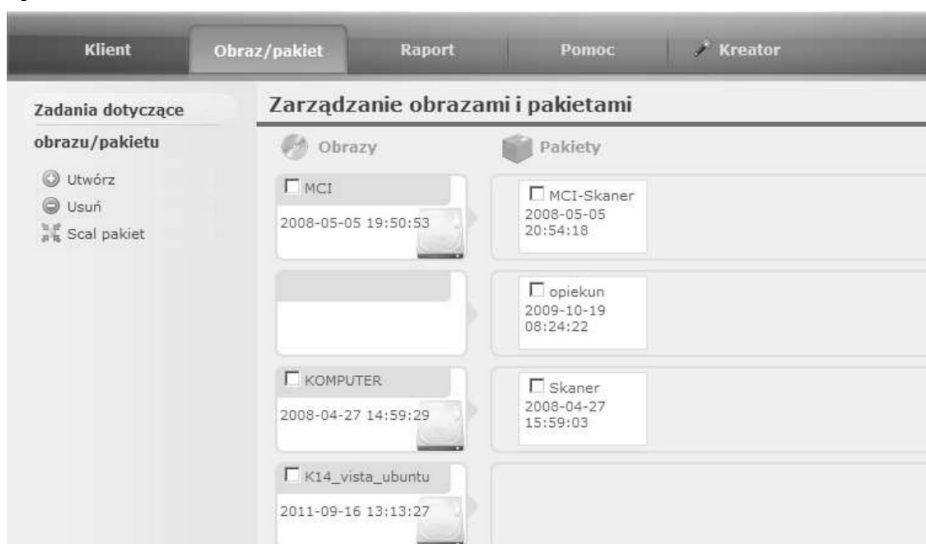 Klient Obraz/pakiet Raport Pomoc Kreator
Zadania dotyczące
obrazu/pakietu
Utwórz
Usuń
Scal pakiet
Zarządzanie obrazami i pakietami
Obrazy Pakiety
MCI
2008-05-05 19:50:53
MCI-Skaner
2008-05-05
20:54:18
opiekun
2009-10-19
08:24:22
KOMPUTER
2008-04-27 14:59:29
Skaner
2008-04-27
15:59:03
K14_vista_ubuntu
2011-09-16 13:13:27